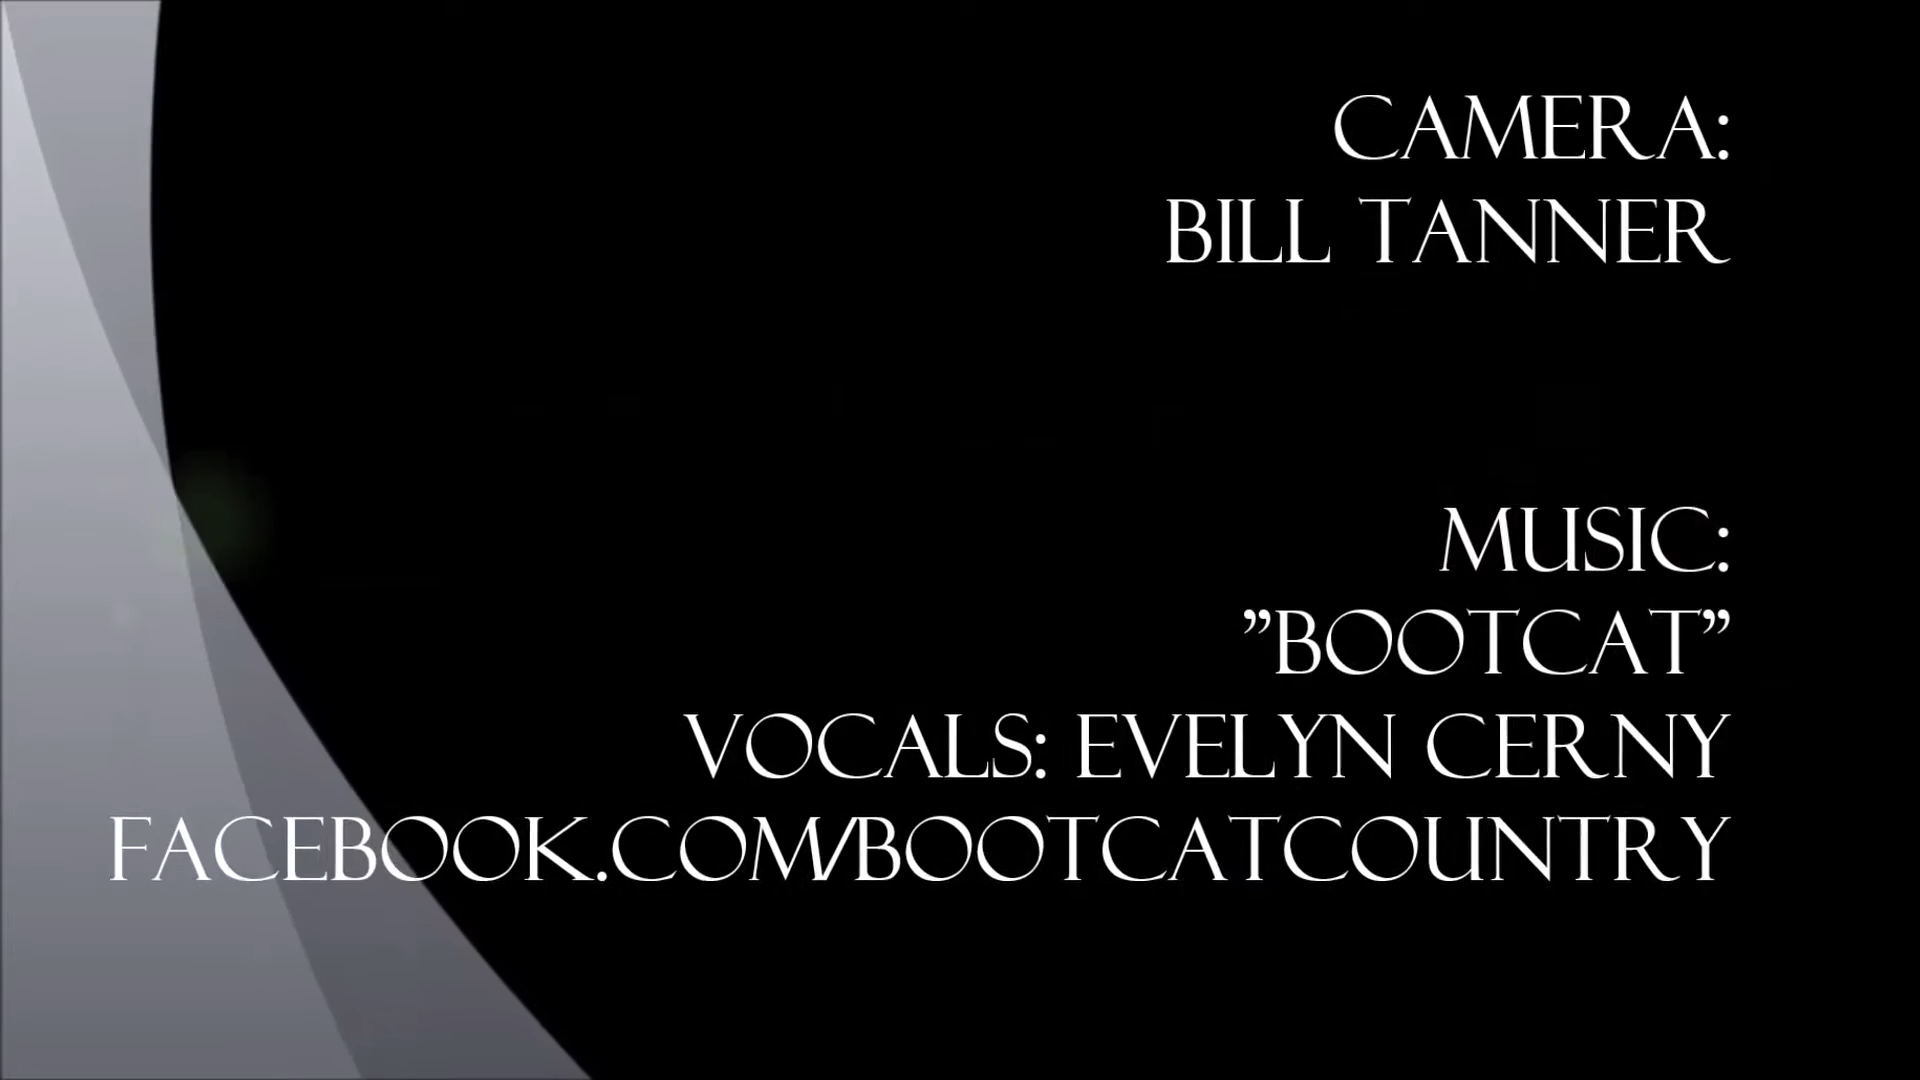 CAMERA:
BILL TANNER
MUSIC:
”BOOTCAT”
VOCALS: EVELYN CERNY
FACEBOOK.COM/BOOTCATCOUNTRY